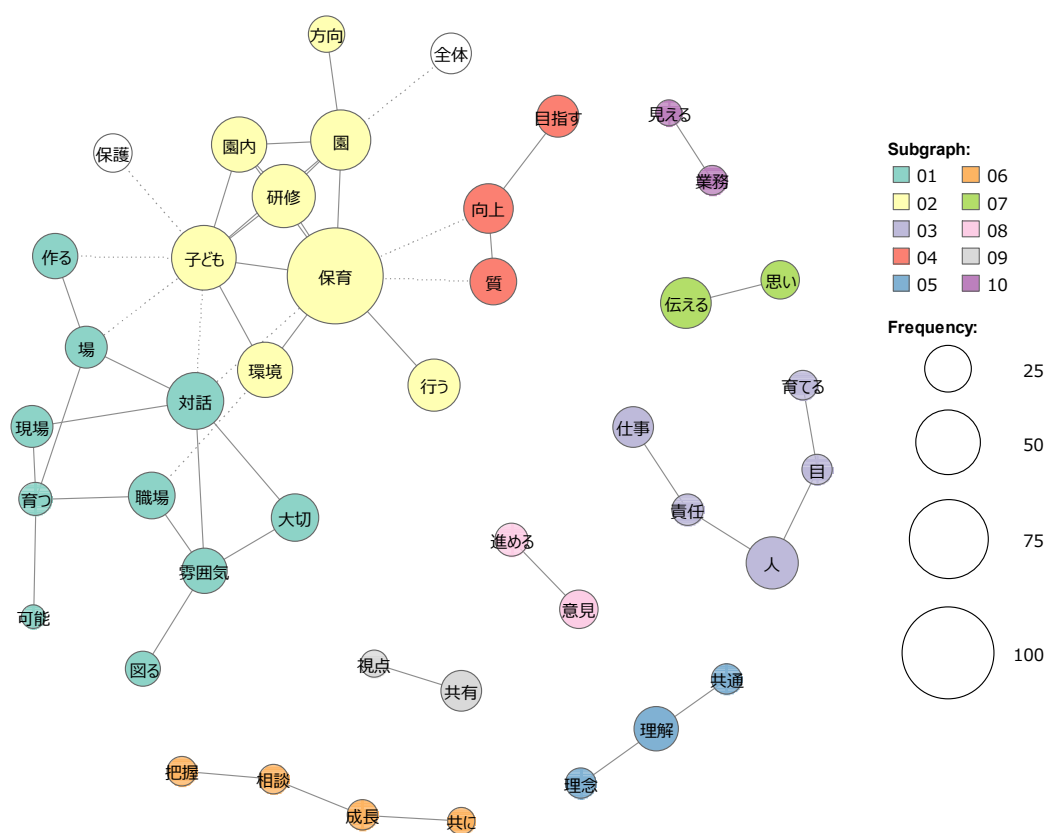 方向
全体
目指す
見える
園内
園
保護
業務
研修
向上
作る
子ども
保育
質
思い
伝える
場
環境
行う
育てる
対話
現場
仕事
目
育つ
職場
大切
責任
進める
雰囲気
人
意見
可能
図る
視点
共有
共通
理解
把握
相談
理念
成長
共に
Subgraph:
01 06
02 07
03 08
04 09
05 10
Frequency:
25
50
75
100